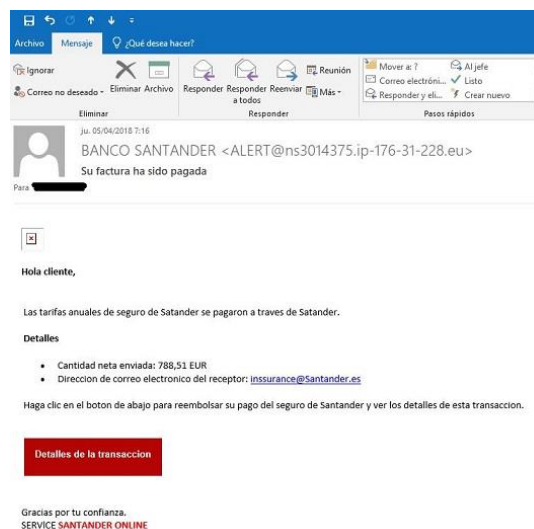 Archivo Mensaje ¿Qué desea hacer?
Ignorar
Correo no deseado
Eliminar Archivo
Eliminar
Responder Responder a todos Reenviar
Reunión
Más
Responder
Mover a: ?
Correo electróni...
Responder y eli...
Al jefe
Listo
Crear nuevo
Pasos rápidos
ju. 05/04/2018 7:16
BANCO SANTANDER <ALERT@ns3014375.ip-176-31-228.eu>
Su factura ha sido pagada
Para
Hola cliente,
Las tarifas anuales de seguro de Satander se pagaron a traves de Satander.
Detalles
• Cantidad neta enviada: 788,51 EUR
• Direccion de correo electronico del receptor: inssurance@Santander.es
Haga clic en el boton de abajo para reembolsar su pago del seguro de Santander y ver los detalles de esta transaccion.
Detalles de la transaccion
Gracias por tu confianza.
SERVİCE SANTANDER ONLINE